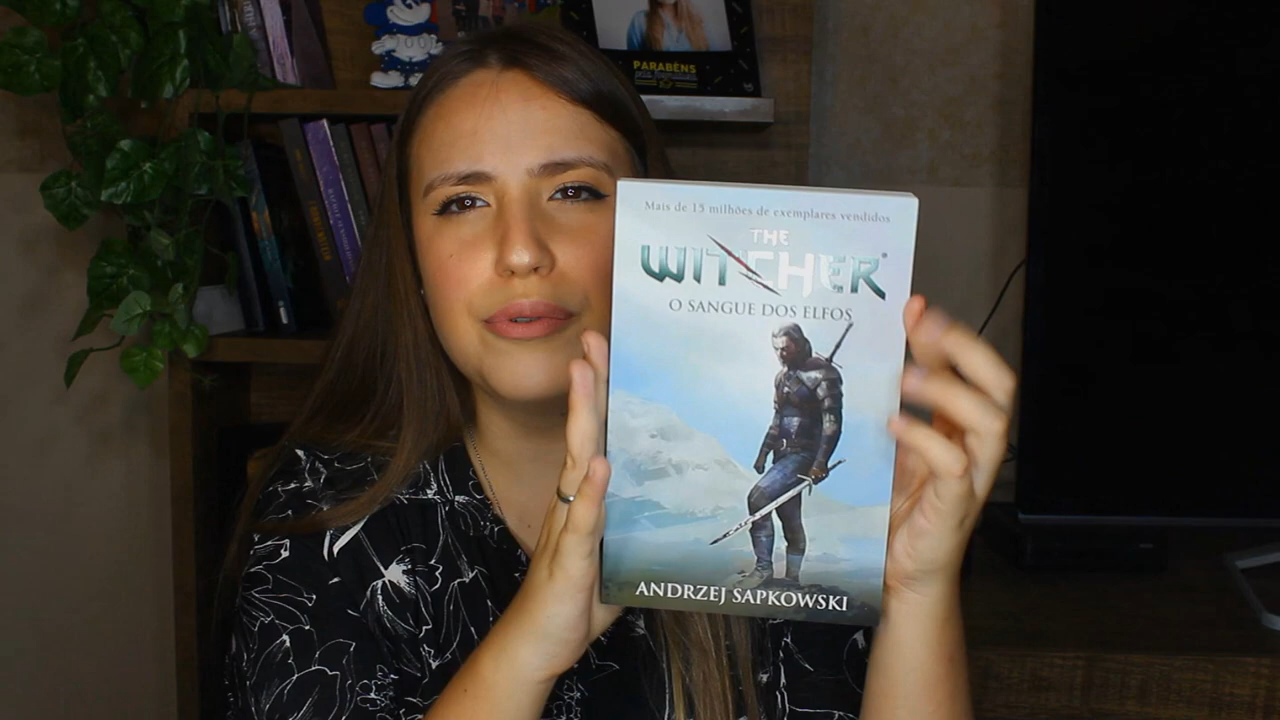 PARABÉNS
Mais de 15 milhões de exemplares vendidos
THE
WITCHER®
O SANGUE DOS ELFOS
ANDRZEJ SAPKOWSKI